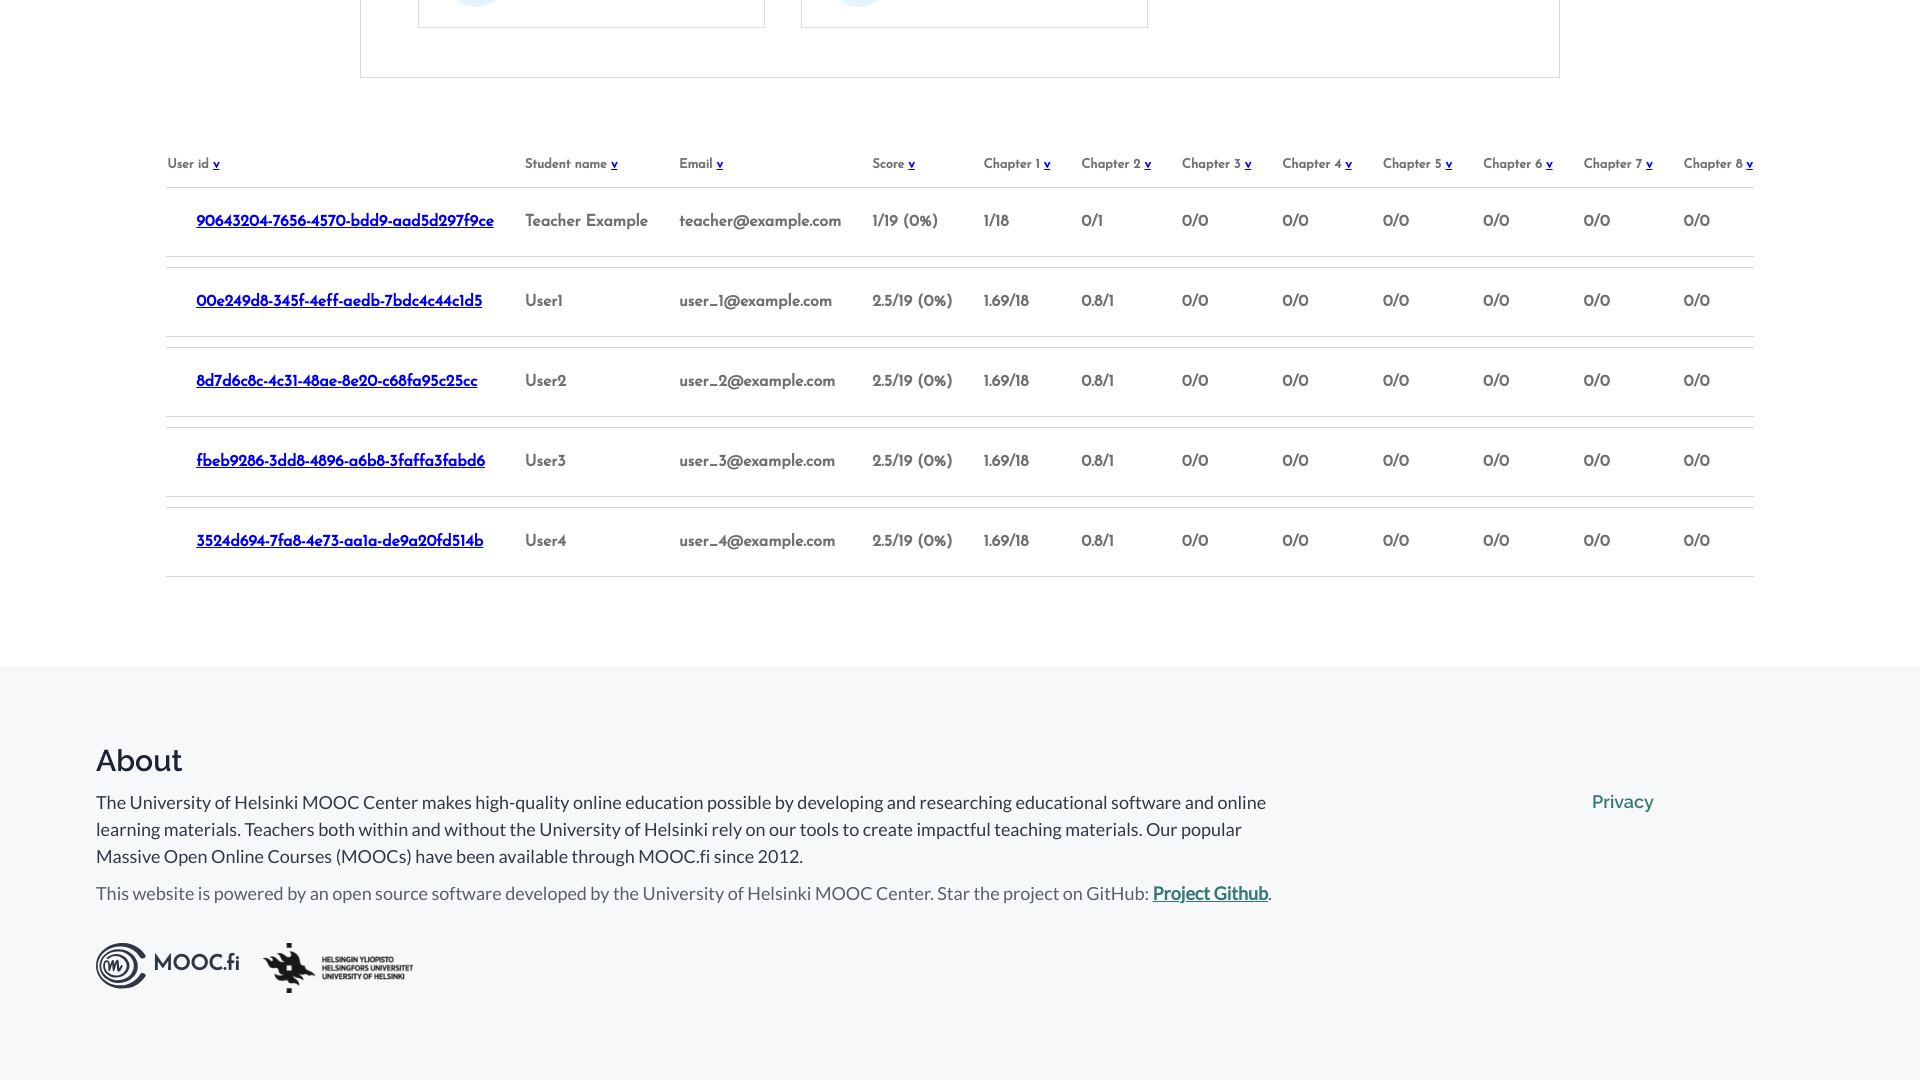 User id v Student name v Email v Score v Chapter 1 v Chapter 2 v Chapter 3 v Chapter 4 v Chapter 5 v Chapter 6 v Chapter 7 v Chapter 8 v
90643204-7656-4570-bdd9-aad5d297f9ce Teacher Example teacher@example.com 1/19 (0%) 1/18 0/1 0/0 0/0 0/0 0/0 0/0 0/0
00e249d8-345f-4eff-aedb-7bdc4c44c1d5 User1 user_1@example.com 2.5/19 (0%) 1.69/18 0.8/1 0/0 0/0 0/0 0/0 0/0 0/0
8d7d6c8c-4c31-48ae-8e20-c68fa95c25cc User2 user_2@example.com 2.5/19 (0%) 1.69/18 0.8/1 0/0 0/0 0/0 0/0 0/0 0/0
fbeb9286-3dd8-4896-a6b8-3faffa3fabd6 User3 user_3@example.com 2.5/19 (0%) 1.69/18 0.8/1 0/0 0/0 0/0 0/0 0/0 0/0
3524d694-7fa8-4e73-aa1a-de9a20fd514b User4 user_4@example.com 2.5/19 (0%) 1.69/18 0.8/1 0/0 0/0 0/0 0/0 0/0 0/0
About
The University of Helsinki MOOC Center makes high-quality online education possible by developing and researching educational software and online
learning materials. Teachers both within and without the University of Helsinki rely on our tools to create impactful teaching materials. Our popular
Massive Open Online Courses (MOOCs) have been available through MOOC.fi since 2012.
This website is powered by an open source software developed by the University of Helsinki MOOC Center. Star the project on GitHub: Project Github.
Privacy
MOOC.fi
HELSINGIN YLIOPISTO
HELSINGFORS UNIVERSITET
UNIVERSITY OF HELSINKI